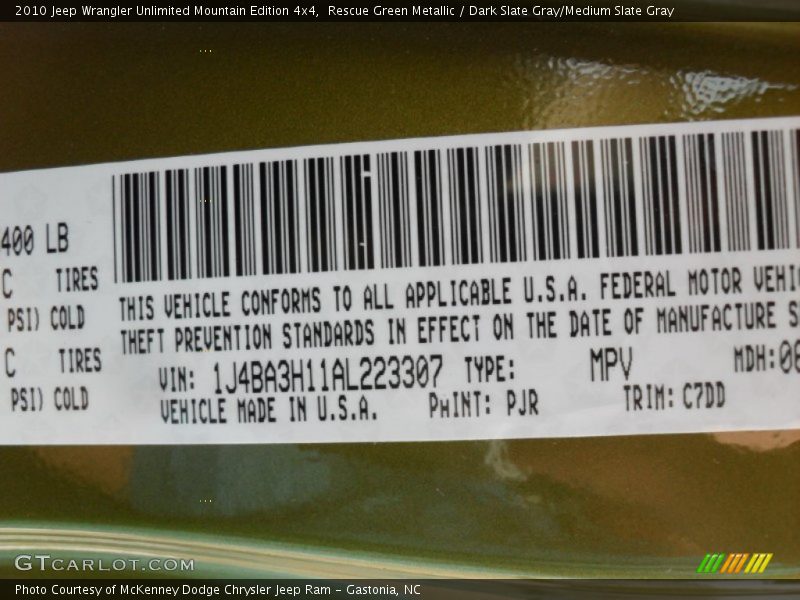 2010 Jeep Wrangler Unlimited Mountain Edition 4x4,  Rescue Green Metallic / Dark Slate Gray/Medium Slate Gray
400 LB
C TIRES
PSI) COLD
C TIRES
PSI) COLD
THIS VEHICLE CONFORMS TO ALL APPLICABLE U.S.A. FEDERAL MOTOR VEHI
THEFT PREVENTION STANDARDS IN EFFECT ON THE DATE OF MANUFACTURE S
VIN: 1J4BA3H11AL223307 TYPE: MPV MDH:06
VEHICLE MADE IN U.S.A. PHINT: PJR TRIM: C7DD
GTCARLOT.COM
Photo Courtesy of McKenney Dodge Chrysler Jeep Ram - Gastonia, NC